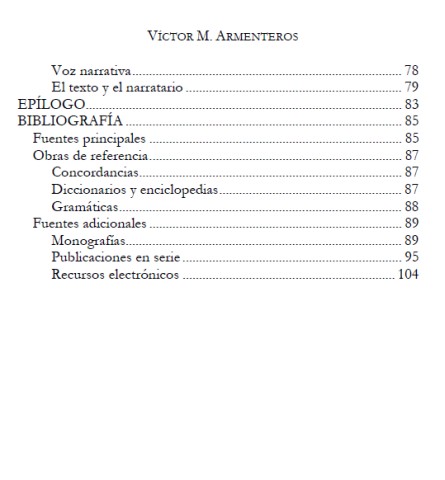 VÍCTOR M. ARMENTEROS
Voz narrativa........................................................................ 78
El texto y el narratario ........................................................... 79
EPÍLOGO.................................................................................... 83
BIBLIOGRAFÍA .......................................................................... 85
Fuentes principales .................................................................... 85
Obras de referencia.................................................................... 87
Concordancias........................................................................ 87
Diccionarios y enciclopedias.................................................. 87
Gramáticas............................................................................. 88
Fuentes adicionales .................................................................... 89
Monografías........................................................................... 89
Publicaciones en serie............................................................ 95
Recursos electrónicos ........................................................... 104